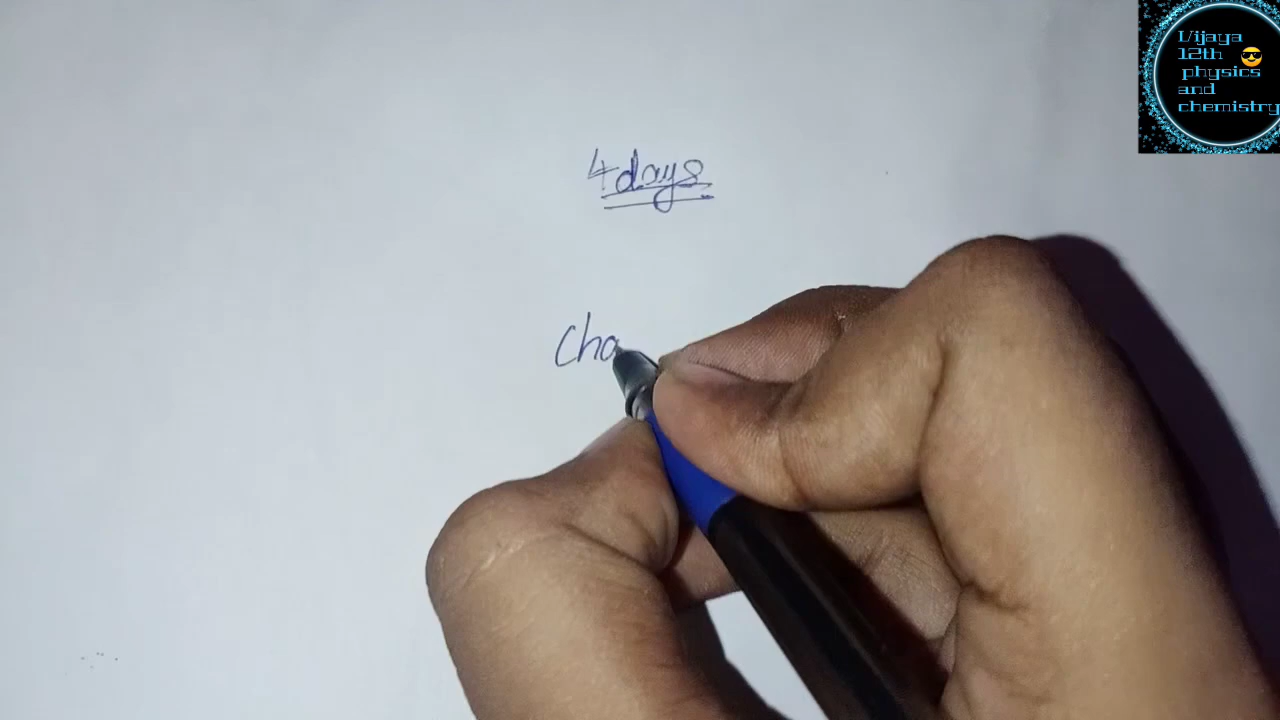 4 days
Cha
Vijaya
12th 😎
physics
and
chemistry